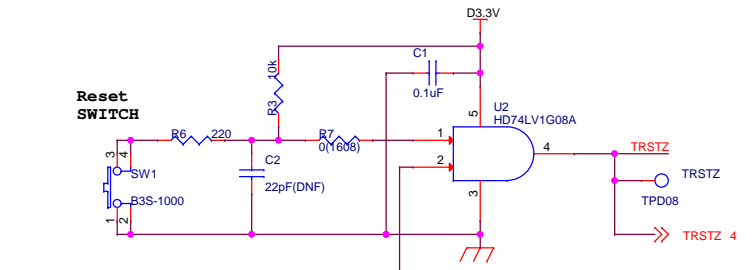 D3.3V
C1
10k
0.1uF
U2
HD74LV1G08A
Reset
SWITCH
R3
5
R6
220
R7
0(1608)
1
4
TRSTZ
3
4
2
SW1
C2
22pF(DNF)
TRSTZ
B3S-1000
3
TPD08
1
2
TRSTZ 4